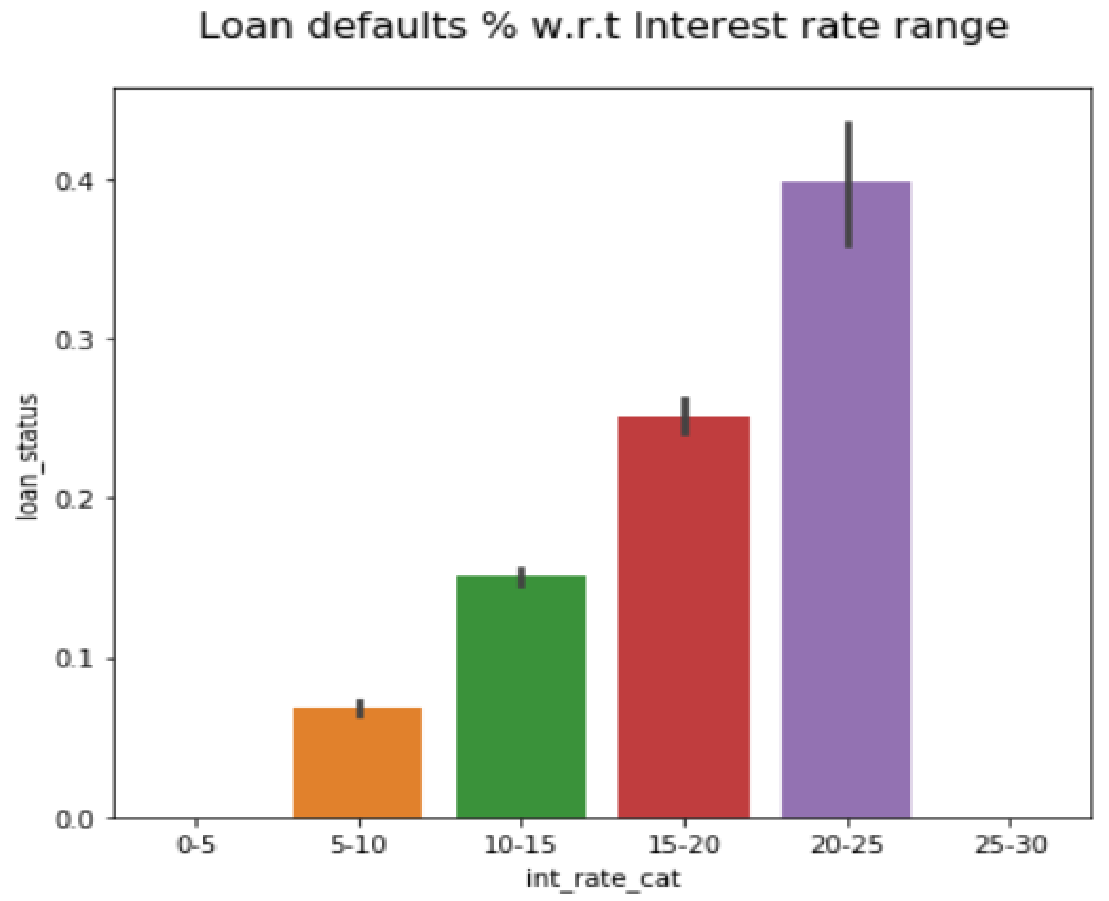 Loan defaults % w.r.t Interest rate range
0.4
0.3
0.2
0.1
0.0
loan_status
0-5 5-10 10-15 15-20 20-25 25-30
int_rate_cat